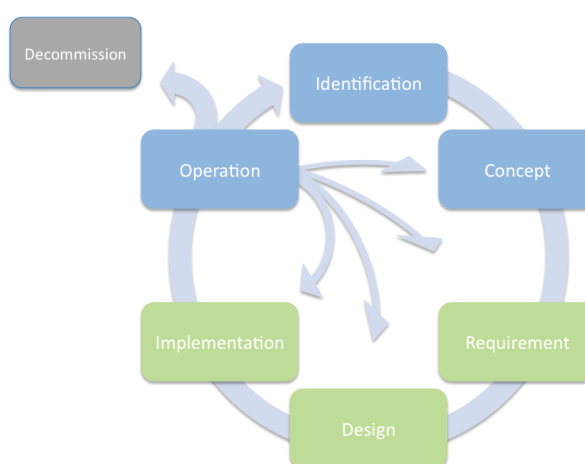 Decommission
Identification
Operation
Concept
Implementation
Requirement
Design